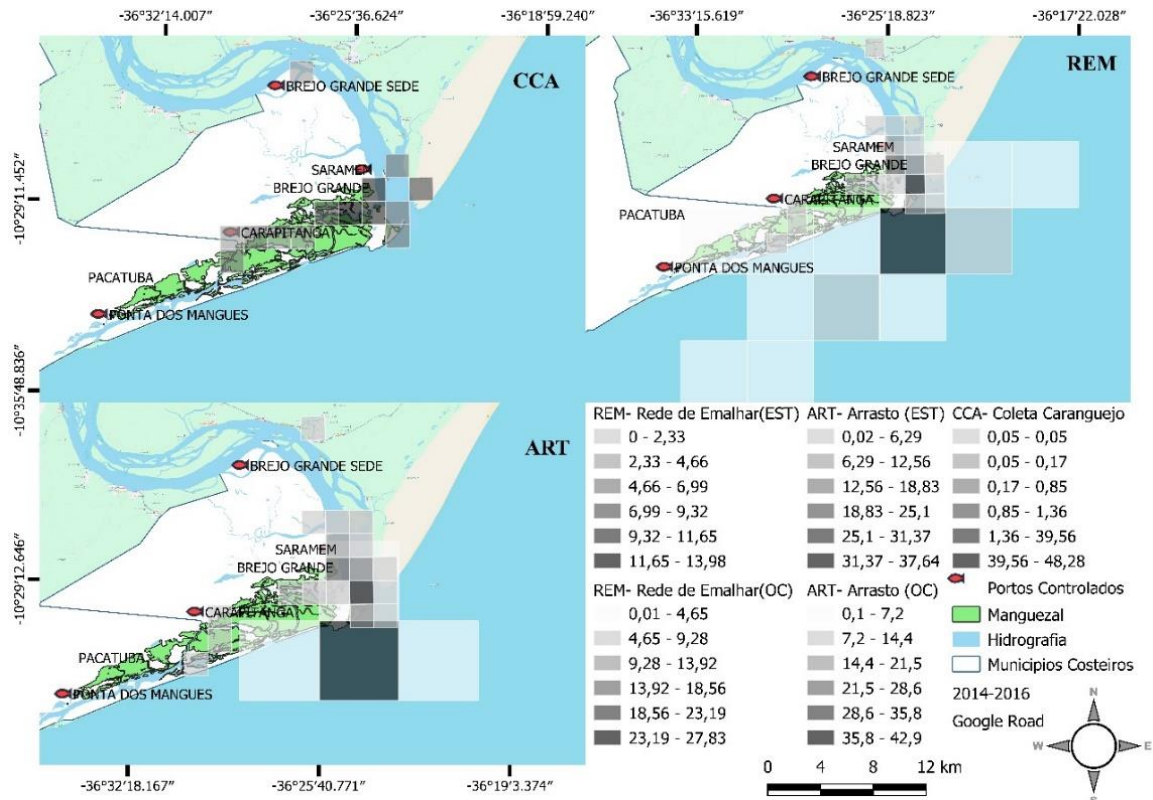 -36°32'14.007"
-36°25'36.624"
-36°18'59.240"
-36°33'15.619"
-36°25'18.823"
-36°17'22.028"
-10°29'11.452"
-10°35'48.836"
CCA
BREJO GRANDE SEDE
SARAMEM
BREJO GRANDE
CARAPITANGA
PACATUBA
PONTA DOS MANGUES
REM
BREJO GRANDE SEDE
SARAMEM
BREJO GRANDE
CARAPITANGA
PACATUBA
PONTA DOS MANGUES
-10°29'12.646"
ART
BREJO GRANDE SEDE
SARAMEM
BREJO GRANDE
CARAPITANGA
PACATUBA
PONTA DOS MANGUES
-36°32'18.167"
-36°25'40.771"
-36°19'3.374"
REM- Rede de Emalhar(EST)
0 - 2,33
2,33 - 4,66
4,66 - 6,99
6,99 - 9,32
9,32 - 11,65
11,65 - 13,98
REM- Rede de Emalhar(OC)
0,01 - 4,65
4,65 - 9,28
9,28 - 13,92
13,92 - 18,56
18,56 - 23,19
23,19 - 27,83
ART- Arrasto (EST)
0,02 - 6,29
6,29 - 12,56
12,56 - 18,83
18,83 - 25,1
25,1 - 31,37
31,37 - 37,64
ART- Arrasto (OC)
0,1 - 7,2
7,2 - 14,4
14,4 - 21,5
21,5 - 28,6
28,6 - 35,8
35,8 - 42,9
CCA- Coleta Caranguejo
0,05 - 0,05
0,05 - 0,17
0,17 - 0,85
0,85 - 1,36
1,36 - 39,56
39,56 - 48,28
Portos Controlados
Manguezal
Hidrografia
Municipios Costeiros
2014-2016
Google Road
N
W
E
S
0 4 8 12 km